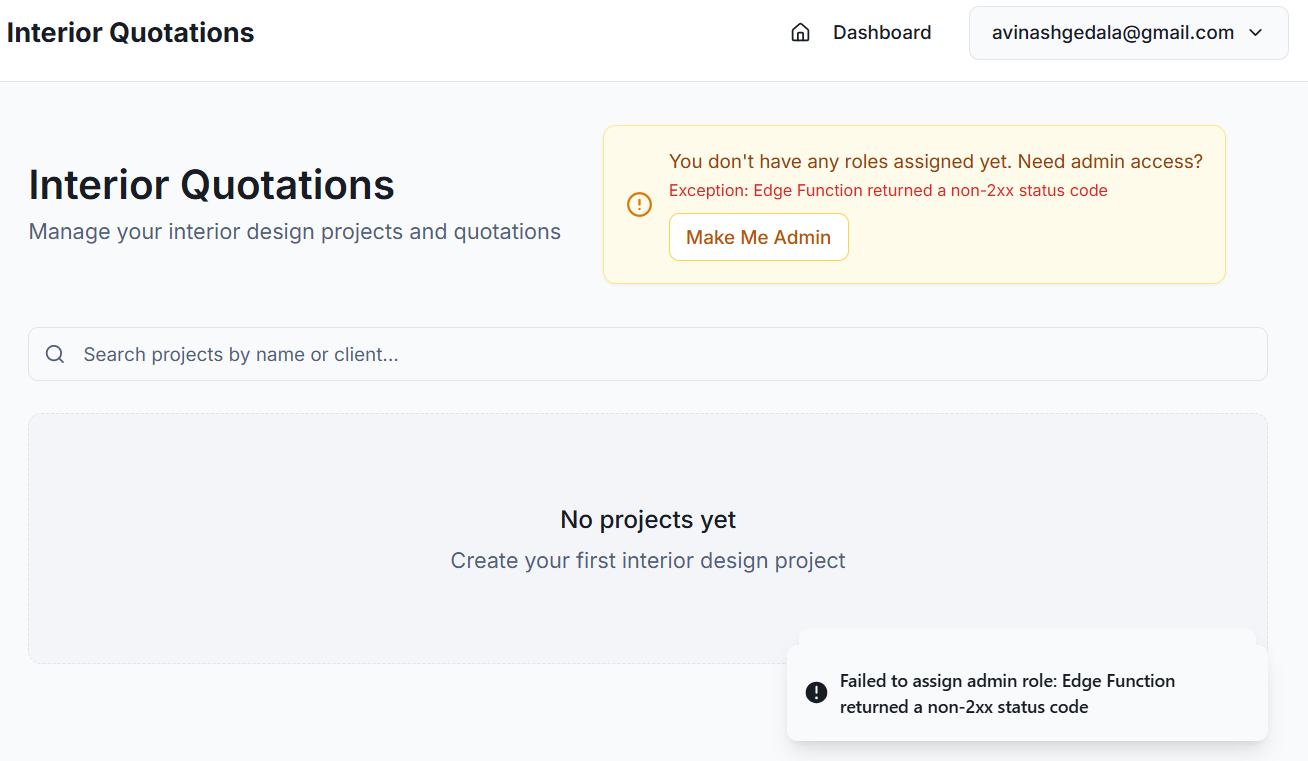 Interior Quotations
Dashboard
avinashgedala@gmail.com
Interior Quotations
Manage your interior design projects and quotations
You don't have any roles assigned yet. Need admin access?
Exception: Edge Function returned a non-2xx status code
Make Me Admin
Search projects by name or client...
No projects yet
Create your first interior design project
Failed to assign admin role: Edge Function
returned a non-2xx status code